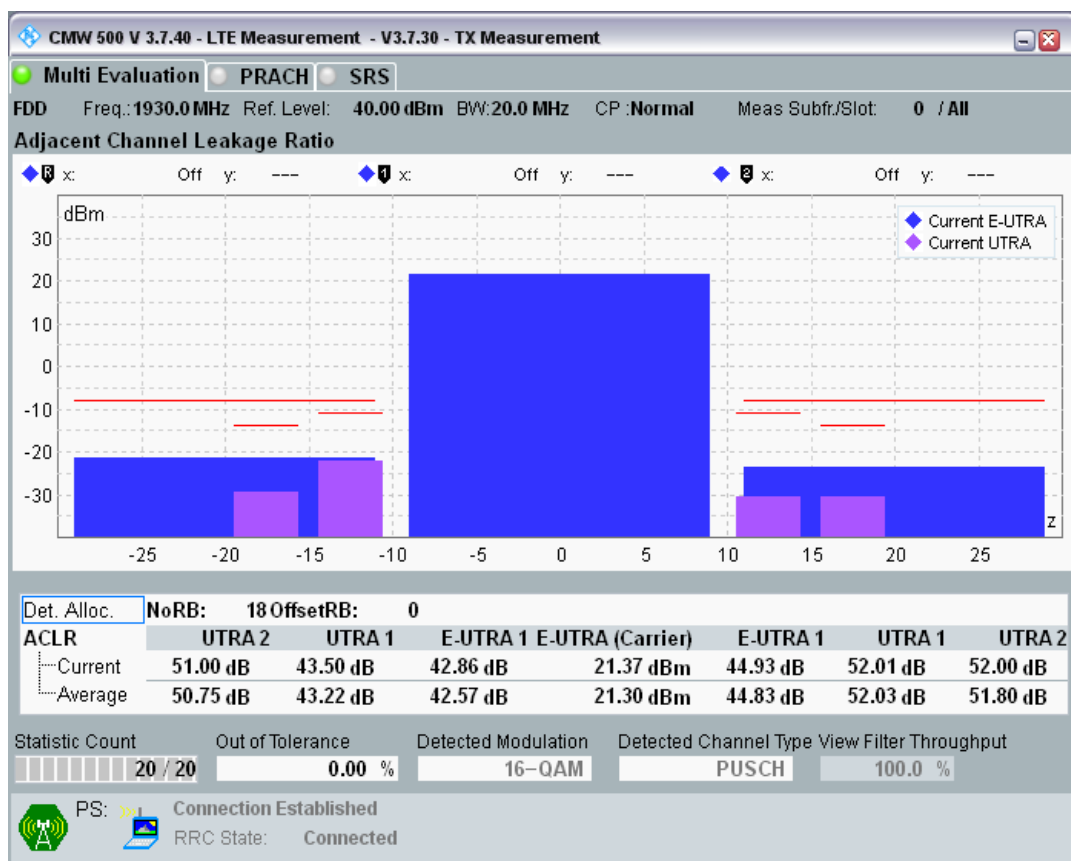 CMW 500 V 3.7.40 - LTE Measurement - V3.7.30 - TX Measurement
Multi Evaluation PRACH SRS
FDD Freq.: 1930.0 MHz Ref. Level: 40.00 dBm BW: 20.0 MHz CP : Normal Meas Subfr./Slot: 0 / All
Adjacent Channel Leakage Ratio
R x: Off y: --- 1 x: Off y: --- 2 x: Off y: ---
dBm
Current E-UTRA
Current UTRA
30
20
10
0
-10
-20
-30
z
-25 -20 -15 -10 -5 0 5 10 15 20 25
Det. Alloc. NoRB: 18 OffsetRB: 0
ACLR UTRA 2 UTRA 1 E-UTRA 1 E-UTRA (Carrier) E-UTRA 1 UTRA 1 UTRA 2
Current 51.00 dB 43.50 dB 42.86 dB 21.37 dBm 44.93 dB 52.01 dB 52.00 dB
Average 50.75 dB 43.22 dB 42.57 dB 21.30 dBm 44.83 dB 52.03 dB 51.80 dB
Statistic Count Out of Tolerance Detected Modulation Detected Channel Type View Filter Throughput
20 / 20 0.00 % 16-QAM PUSCH 100.0 %
PS: Connection Established
RRC State: Connected